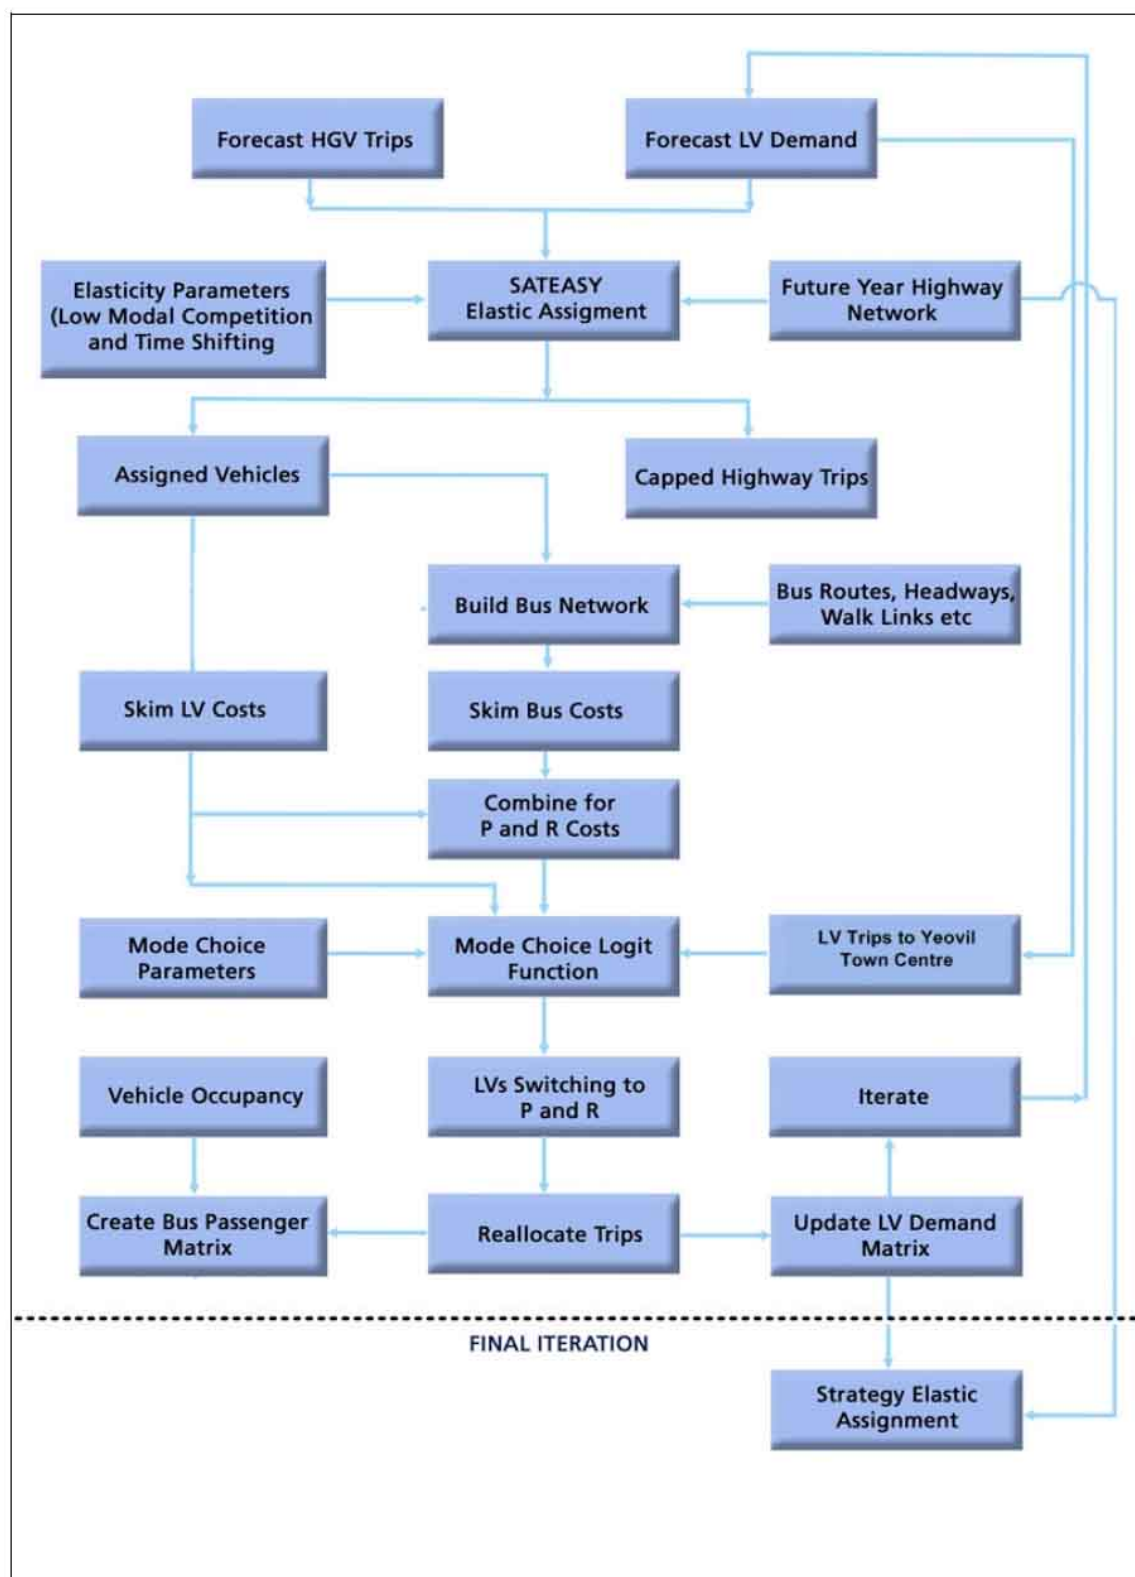 Forecast HGV Trips
Forecast LV Demand
Elasticity Parameters
(Low Modal Competition
and Time Shifting
SATEASY
Elastic Assigment
Future Year Highway
Network
Assigned Vehicles
Capped Highway Trips
Build Bus Network
Bus Routes, Headways,
Walk Links etc
Skim LV Costs
Skim Bus Costs
Combine for
P and R Costs
Mode Choice
Parameters
Mode Choice Logit
Function
LV Trips to Yeovil
Town Centre
Vehicle Occupancy
LVs Switching to
P and R
Iterate
Create Bus Passenger
Matrix
Reallocate Trips
Update LV Demand
Matrix
FINAL ITERATION
Strategy Elastic
Assignment